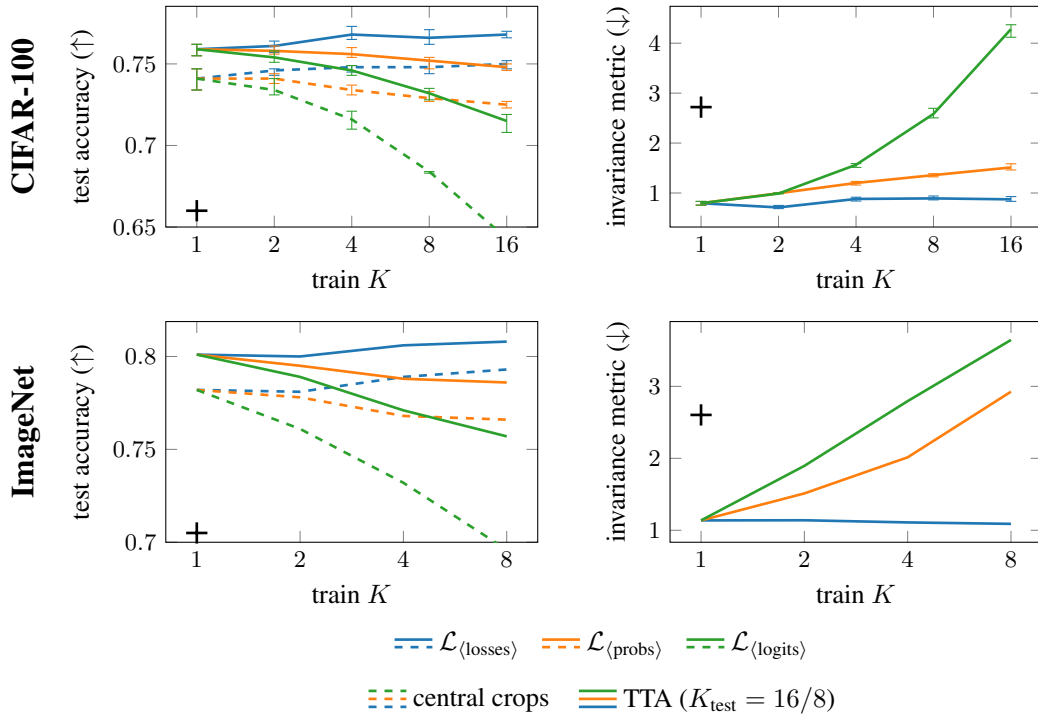 CIFAR-100
test accuracy (↑)
0.75
0.7
0.65
1 2 4 8 16
train K
invariance metric (↓)
4
3
2
1
1 2 4 8 16
train K
ImageNet
test accuracy (↑)
0.8
0.75
0.7
1 2 4 8
train K
invariance metric (↓)
3
2
1
1 2 4 8
train K
ℒ⟨losses⟩ ℒ⟨probs⟩ ℒ⟨logits⟩
central crops TTA (K_test = 16/8)